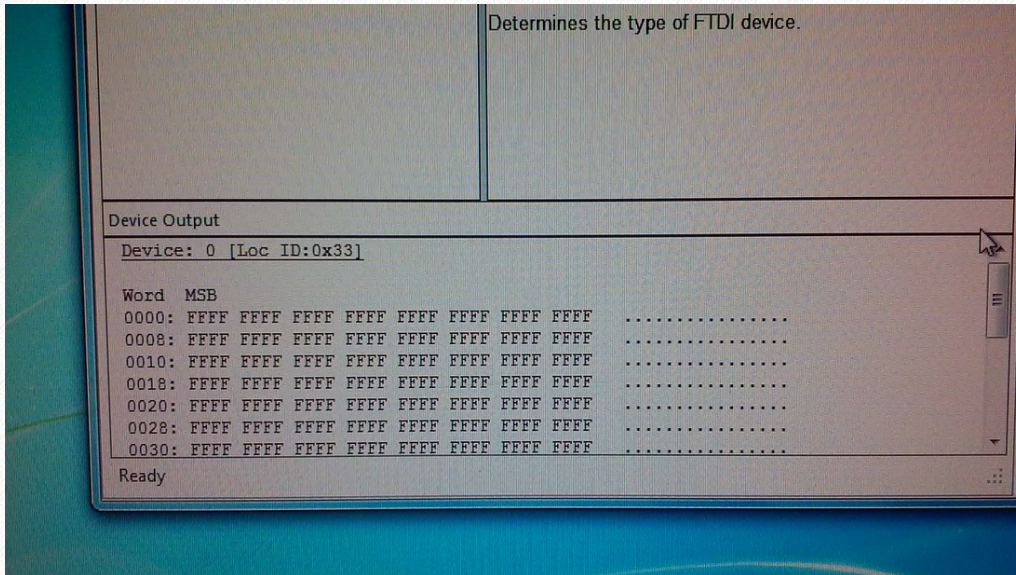 Determines the type of FTDI device.
Device Output
Device: 0 [Loc ID:0x33]
Word MSB
0000: FFFF FFFF FFFF FFFF FFFF FFFF FFFF FFFF ................
0008: FFFF FFFF FFFF FFFF FFFF FFFF FFFF FFFF ................
0010: FFFF FFFF FFFF FFFF FFFF FFFF FFFF FFFF ................
0018: FFFF FFFF FFFF FFFF FFFF FFFF FFFF FFFF ................
0020: FFFF FFFF FFFF FFFF FFFF FFFF FFFF FFFF ................
0028: FFFF FFFF FFFF FFFF FFFF FFFF FFFF FFFF ................
0030: FFFF FFFF FFFF FFFF FFFF FFFF FFFF FFFF ................
Ready